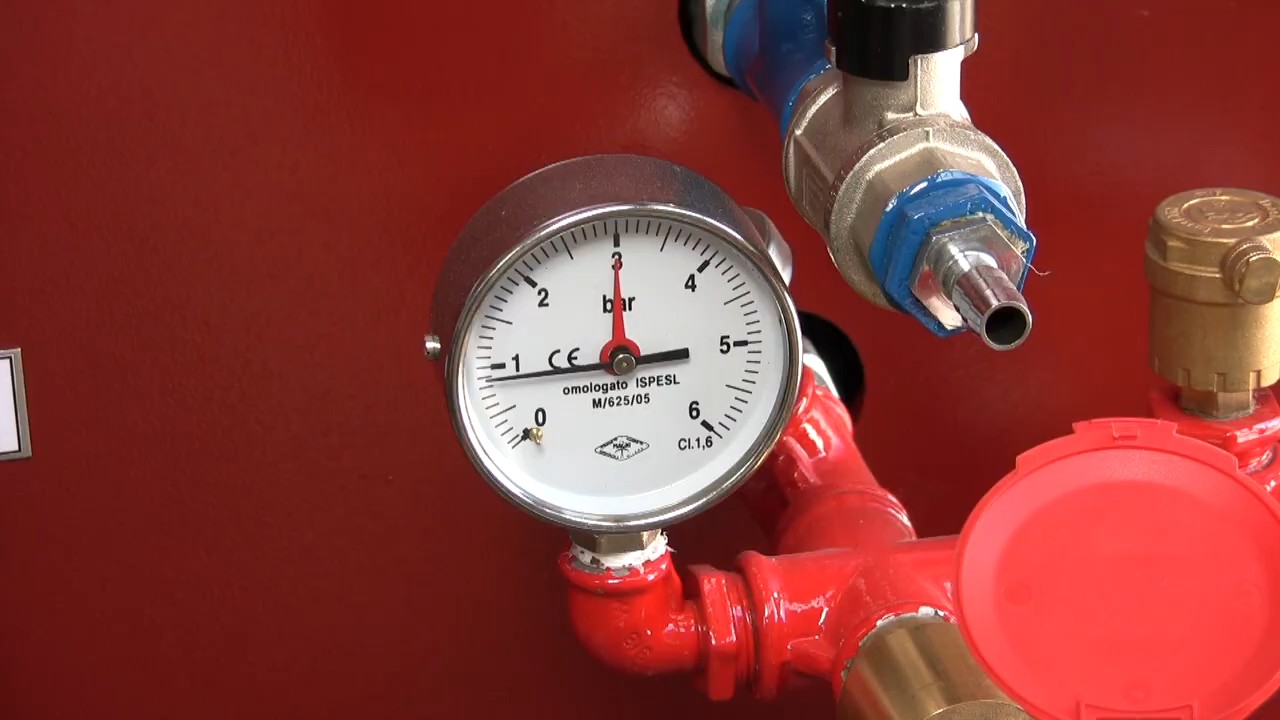 3
2 4
bar
1 CE 5
omologato ISPESL
M/625/05
0 6
Cl.1,6